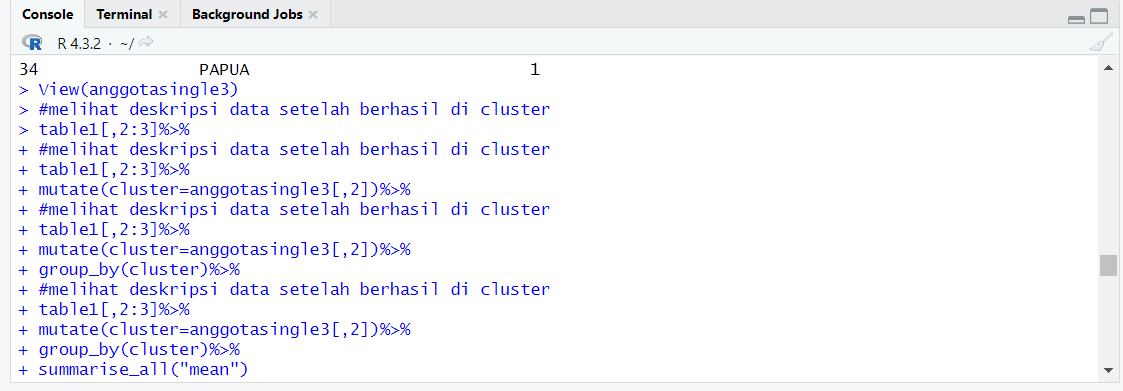 Console Terminal Background Jobs
R 4.3.2 · ~/
34 PAPUA 1
> View(anggotasingle3)
> #melihat deskripsi data setelah berhasil di cluster
> table1[,2:3]%>%
+ #melihat deskripsi data setelah berhasil di cluster
+ table1[,2:3]%>%
+ mutate(cluster=anggotasingle3[,2])%>%
+ #melihat deskripsi data setelah berhasil di cluster
+ table1[,2:3]%>%
+ mutate(cluster=anggotasingle3[,2])%>%
+ group_by(cluster)%>%
+ #melihat deskripsi data setelah berhasil di cluster
+ table1[,2:3]%>%
+ mutate(cluster=anggotasingle3[,2])%>%
+ group_by(cluster)%>%
+ summarise_all("mean")